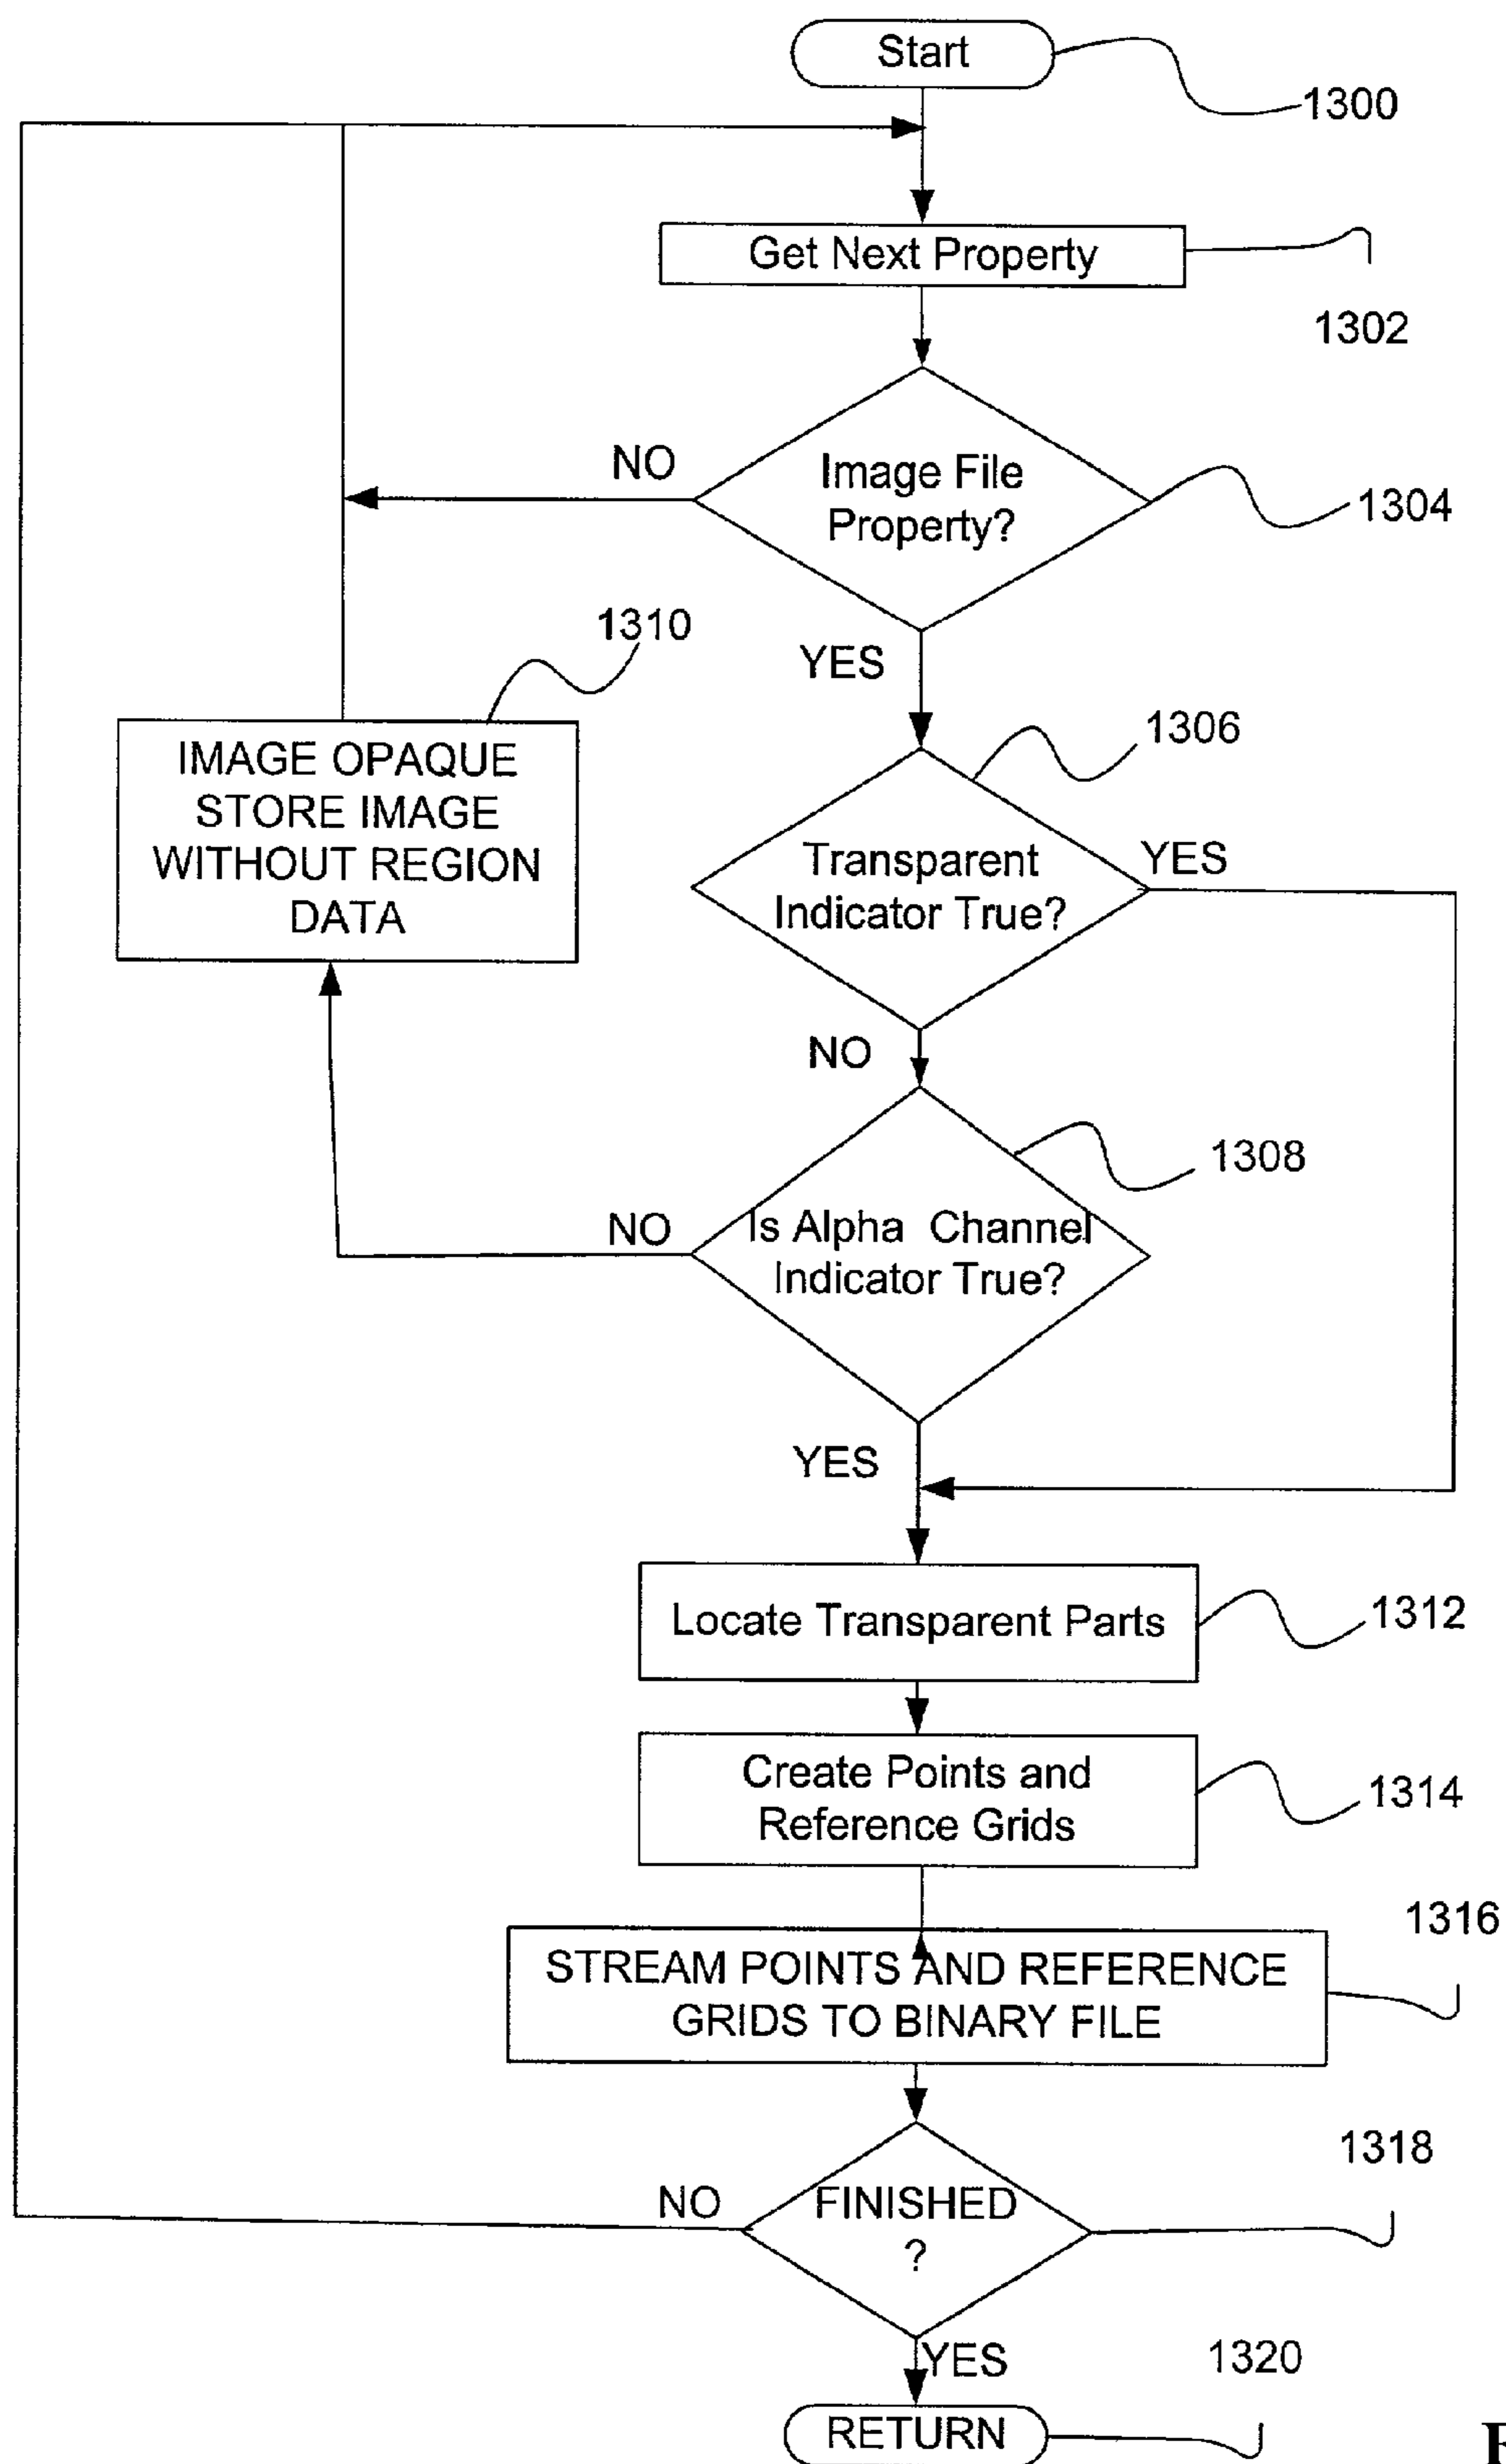 Start
1300
Get Next Property
1302
NO
Image File
Property?
1304
YES
1310
IMAGE OPAQUE
STORE IMAGE
WITHOUT REGION
DATA
1306
Transparent
Indicator True?
YES
NO
1308
NO
Is Alpha Channel
Indicator True?
YES
Locate Transparent Parts
1312
Create Points and
Reference Grids
1314
1316
STREAM POINTS AND REFERENCE
GRIDS TO BINARY FILE
1318
NO
FINISHED
?
YES
1320
RETURN